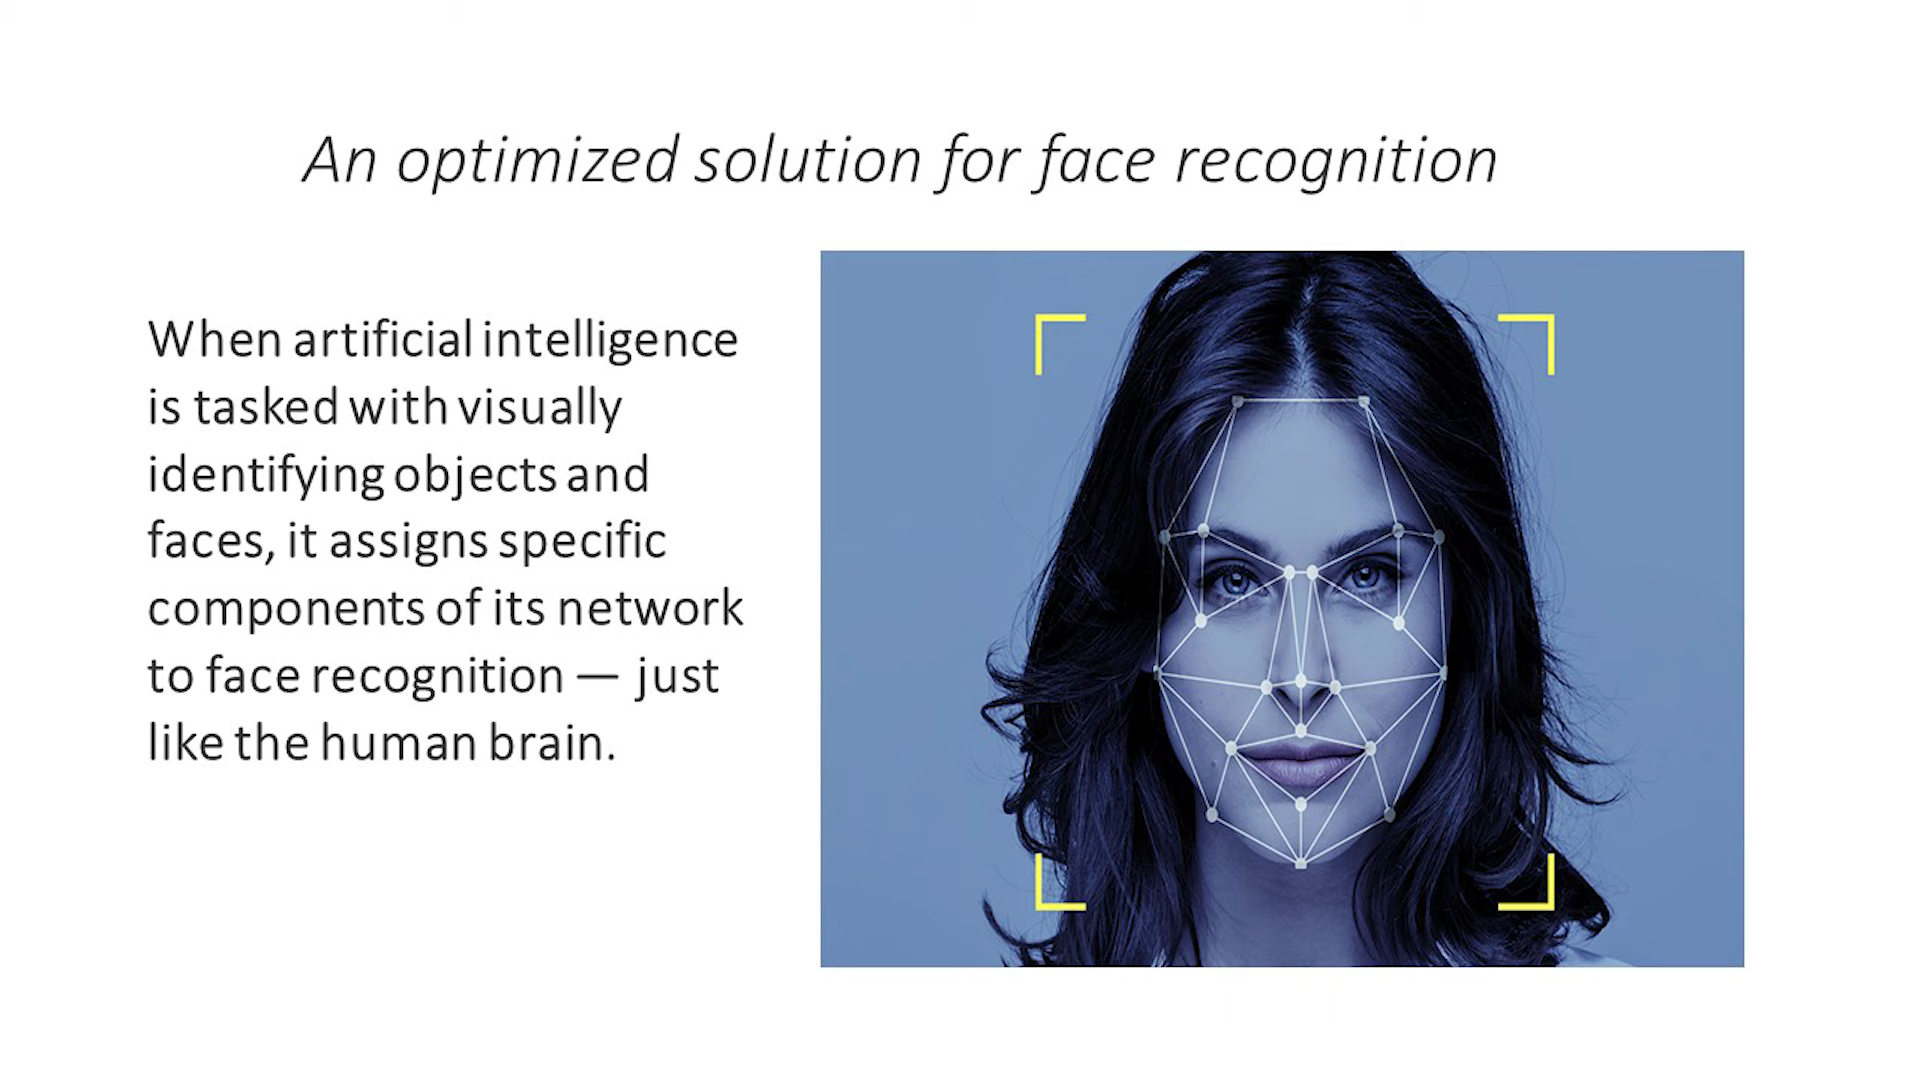 An optimized solution for face recognition
When artificial intelligence
is tasked with visually
identifying objects and
faces, it assigns specific
components of its network
to face recognition — just
like the human brain.